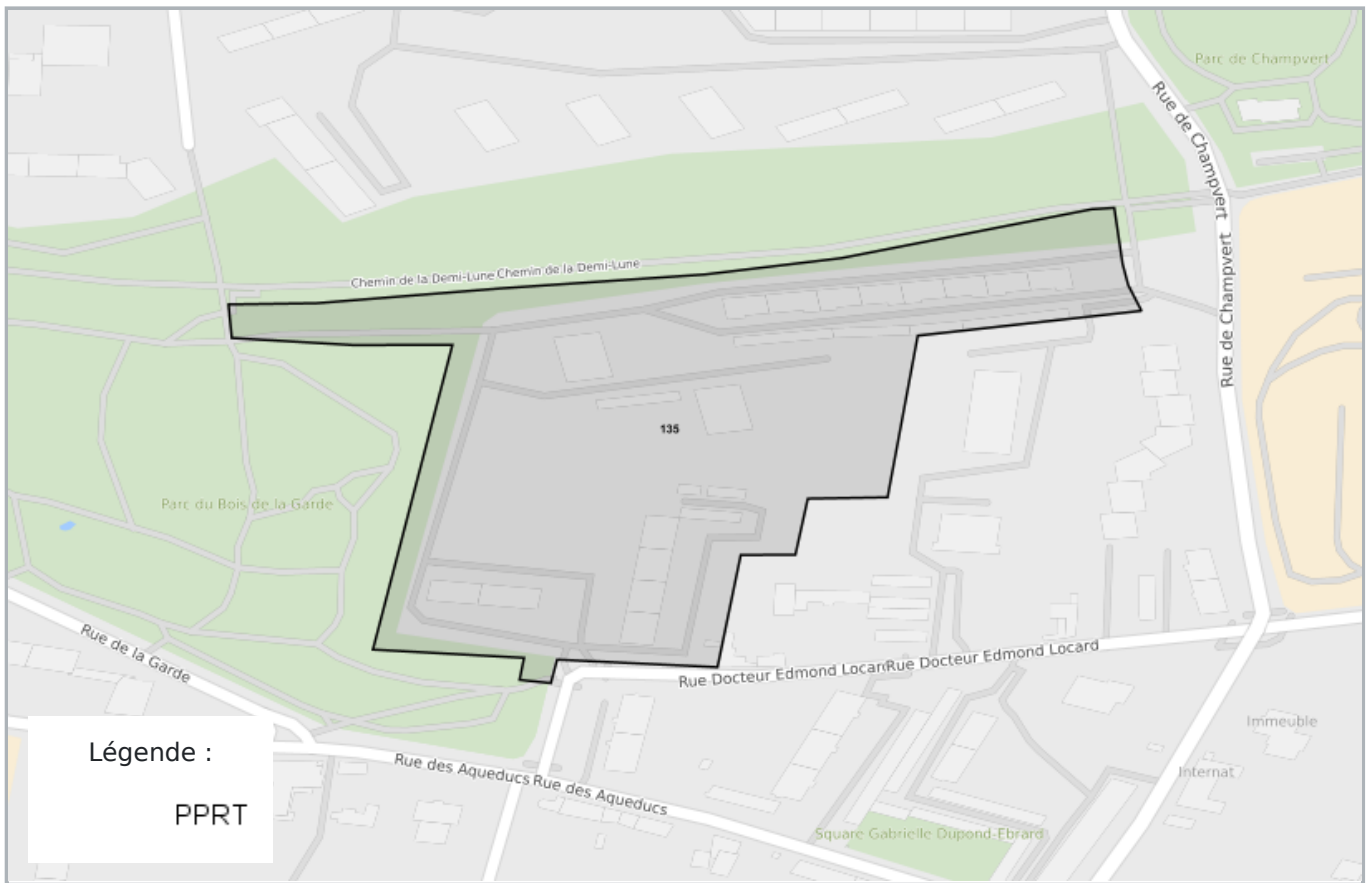 Parc de Champvert
Rue de Champvert
Rue de Champvert
Chemin de la Demi-Lune Chemin de la Demi-Lune
135
Parc du Bois de la Garde
Rue de la Garde
Rue Docteur Edmond Locard
Rue Docteur Edmond Locard
Immeuble
Internat
Rue des Aqueducs Rue des Aqueducs
Square Gabrielle Dupond-Ebrard
Légende :
PPRT